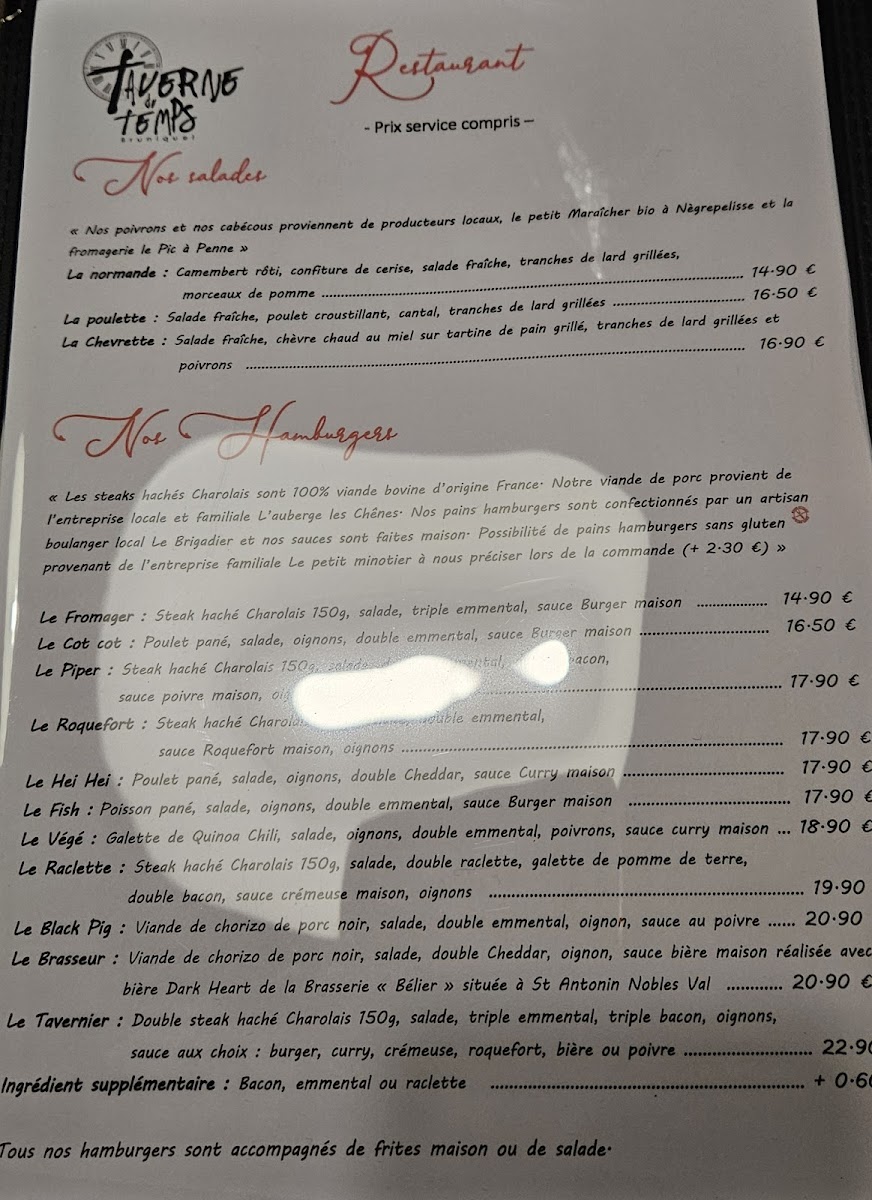 TAVERNE
du
TEMPS
Bruniquel
Restaurant
- Prix service compris –
Nos salades
« Nos poivrons et nos cabécous proviennent de producteurs locaux, le petit Maraîcher bio à Nègrepelisse et la
fromagerie le Pic à Penne »
La normande : Camembert rôti, confiture de cerise, salade fraîche, tranches de lard grillées,
morceaux de pomme ........ 14.90 €
La poulette : Salade fraîche, poulet croustillant, cantal, tranches de lard grillées ........ 16.50 €
La Chevrette : Salade fraîche, chèvre chaud au miel sur tartine de pain grillé, tranches de lard grillées et
poivrons ........ 16.90 €
Nos Hamburgers
« Les steaks hachés Charolais sont 100% viande bovine d'origine France. Notre viande de porc provient de
l'entreprise locale et familiale L'auberge les Chênes. Nos pains hamburgers sont confectionnés par un artisan
boulanger local Le Brigadier et nos sauces sont faites maison. Possibilité de pains hamburgers sans gluten
provenant de l'entreprise familiale Le petit minotier à nous préciser lors de la commande (+ 2.30 €) »
Le Fromager : Steak haché Charolais 150g, salade, triple emmental, sauce Burger maison ........ 14.90 €
Le Cot cot : Poulet pané, salade, oignons, double emmental, sauce Burger maison ........ 16.50 €
Le Piper : Steak haché Charolais 150g, salade, emmental, bacon,
sauce poivre maison, ........ 17.90 €
Le Roquefort : Steak haché double emmental,
sauce Roquefort maison, oignons ........ 17.90 €
Le Hei Hei : Poulet pané, salade, oignons, double Cheddar, sauce Curry maison ........ 17.90 €
Le Fish : Poisson pané, salade, oignons, double emmental, sauce Burger maison ........ 17.90 €
Le Végé : Galette de Quinoa Chili, salade, oignons, double emmental, poivrons, sauce curry maison ... 18.90 €
Le Raclette : Steak haché Charolais 150g, salade, double raclette, galette de pomme de terre,
double bacon, sauce crémeuse maison, oignons ........ 19.90
Le Black Pig : Viande de chorizo de porc noir, salade, double emmental, oignon, sauce au poivre ...... 20.90
Le Brasseur : Viande de chorizo de porc noir, salade, double Cheddar, oignon, sauce bière maison réalisée avec
bière Dark Heart de la Brasserie « Bélier » située à St Antonin Nobles Val ........ 20.90 €
Le Tavernier : Double steak haché Charolais 150g, salade, triple emmental, triple bacon, oignons,
sauce aux choix : burger, curry, crémeuse, roquefort, bière ou poivre ........ 22.90
Ingrédient supplémentaire : Bacon, emmental ou raclette ........ + 0.60
Tous nos hamburgers sont accompagnés de frites maison ou de salade.